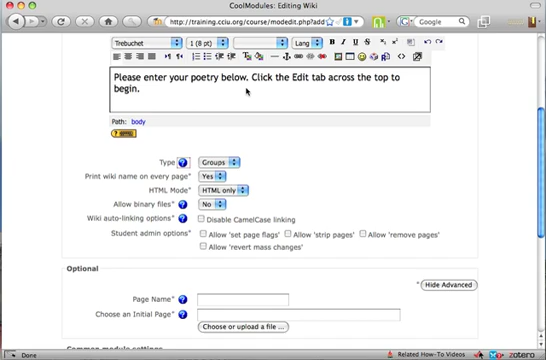 CoolModules: Editing Wiki
http://training.cciu.org/course/modedit.php?add
Google
Trebuchet
1 (8 pt)
Lang
B I U S
Please enter your poetry below. Click the Edit tab across the top to
begin.
Path: body
Type Groups
Print wiki name on every page* Yes
HTML Mode* HTML only
Allow binary files* No
Wiki auto-linking options* Disable CamelCase linking
Student admin options* Allow 'set page flags' Allow 'strip pages' Allow 'remove pages'
Allow 'revert mass changes'
Optional
* Hide Advanced
Page Name*
Choose an Initial Page*
Choose or upload a file ...
Common module settings
Done
Related How-To Videos
zotero